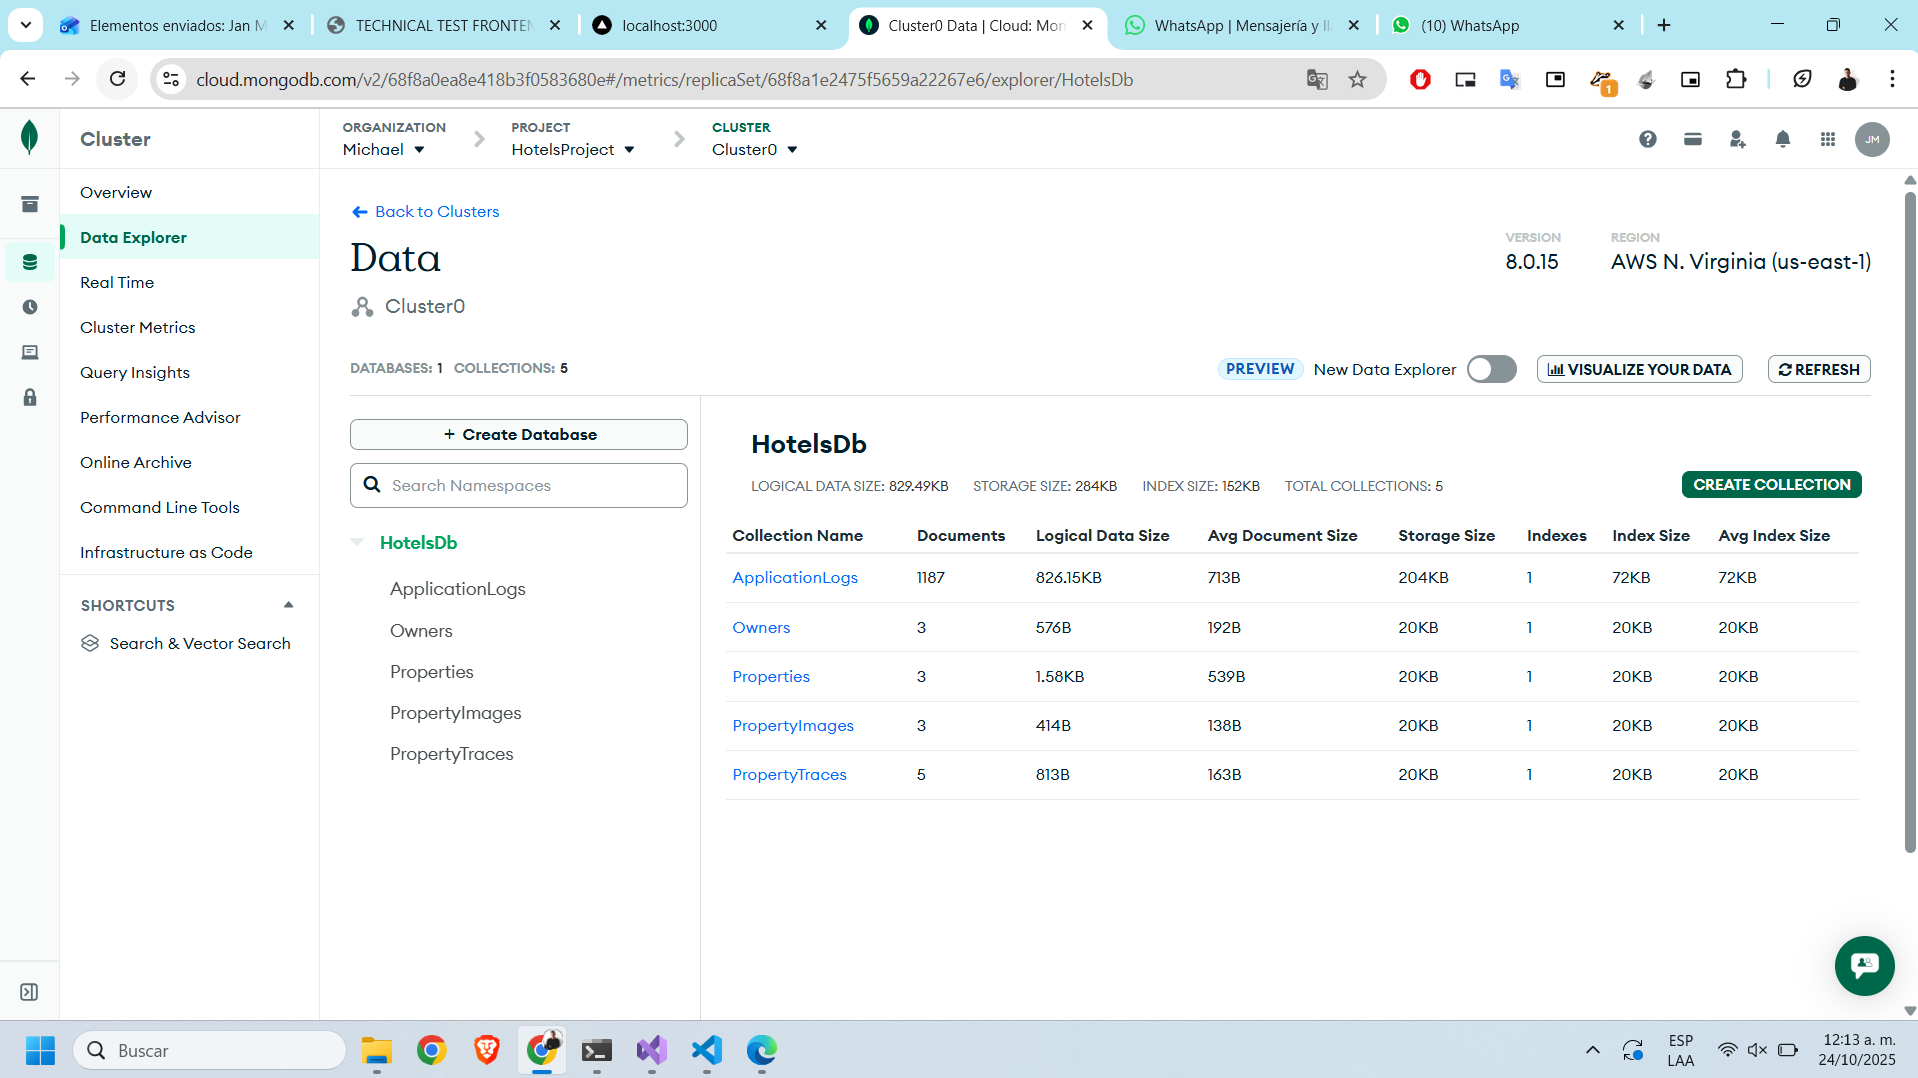 Elementos enviados: Jan M
TECHNICAL TEST FRONTEN
localhost:3000
Cluster0 Data | Cloud: Mon
WhatsApp | Mensajería y ll
(10) WhatsApp
cloud.mongodb.com/v2/68f8a0ea8e418b3f0583680e#/metrics/replicaSet/68f8a1e2475f5659a22267e6/explorer/HotelsDb
1
Cluster
ORGANIZATION
Michael
PROJECT
HotelsProject
CLUSTER
Cluster0
JM
Overview
Data Explorer
Real Time
Cluster Metrics
Query Insights
Performance Advisor
Online Archive
Command Line Tools
Infrastructure as Code
SHORTCUTS
Search & Vector Search
Back to Clusters
Data
Cluster0
VERSION
8.0.15
REGION
AWS N. Virginia (us-east-1)
DATABASES: 1 COLLECTIONS: 5
PREVIEW New Data Explorer
VISUALIZE YOUR DATA
REFRESH
+ Create Database
Search Namespaces
HotelsDb
ApplicationLogs
Owners
Properties
PropertyImages
PropertyTraces
HotelsDb
LOGICAL DATA SIZE: 829.49KB STORAGE SIZE: 284KB INDEX SIZE: 152KB TOTAL COLLECTIONS: 5
CREATE COLLECTION
Collection Name Documents Logical Data Size Avg Document Size Storage Size Indexes Index Size Avg Index Size
ApplicationLogs 1187 826.15KB 713B 204KB 1 72KB 72KB
Owners 3 576B 192B 20KB 1 20KB 20KB
Properties 3 1.58KB 539B 20KB 1 20KB 20KB
PropertyImages 3 414B 138B 20KB 1 20KB 20KB
PropertyTraces 5 813B 163B 20KB 1 20KB 20KB
Buscar
ESP
LAA
12:13 a. m.
24/10/2025